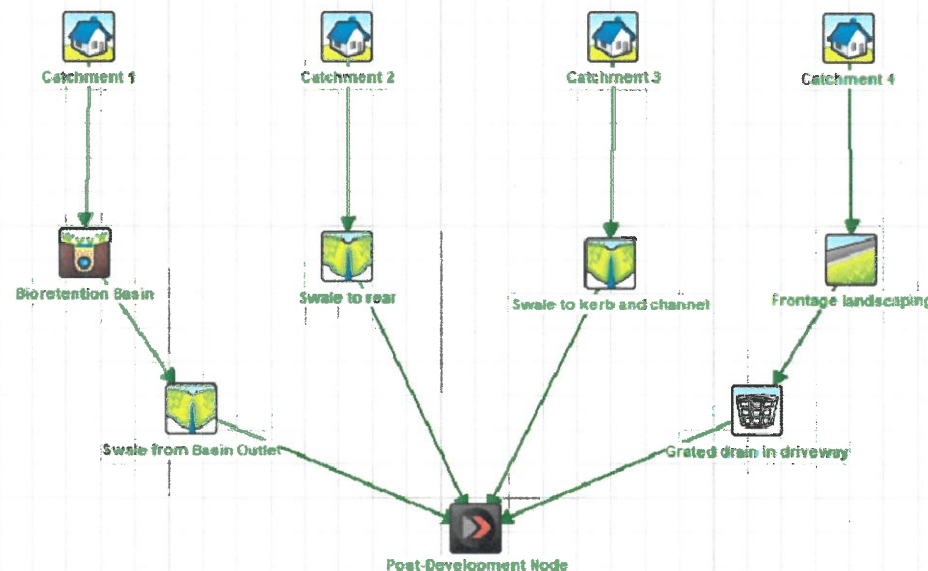 Catchment 1
Catchment 2
Catchment 3
Catchment 4
Bioretention Basin
Swale to rear
Swale to kerb and channel
Frontage landscaping
Swale from Basin Outlet
Grated drain in driveway
Post-Development Node